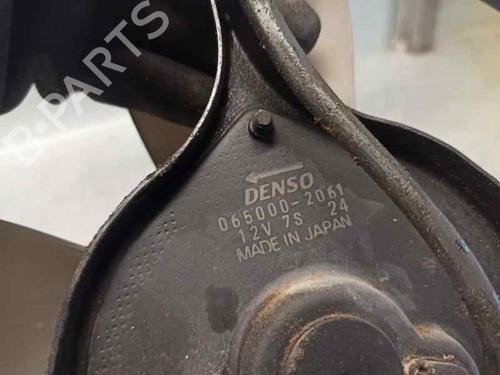 B-PARTS
DENSO
065000-2061
12V 7S 24
MADE IN JAPAN